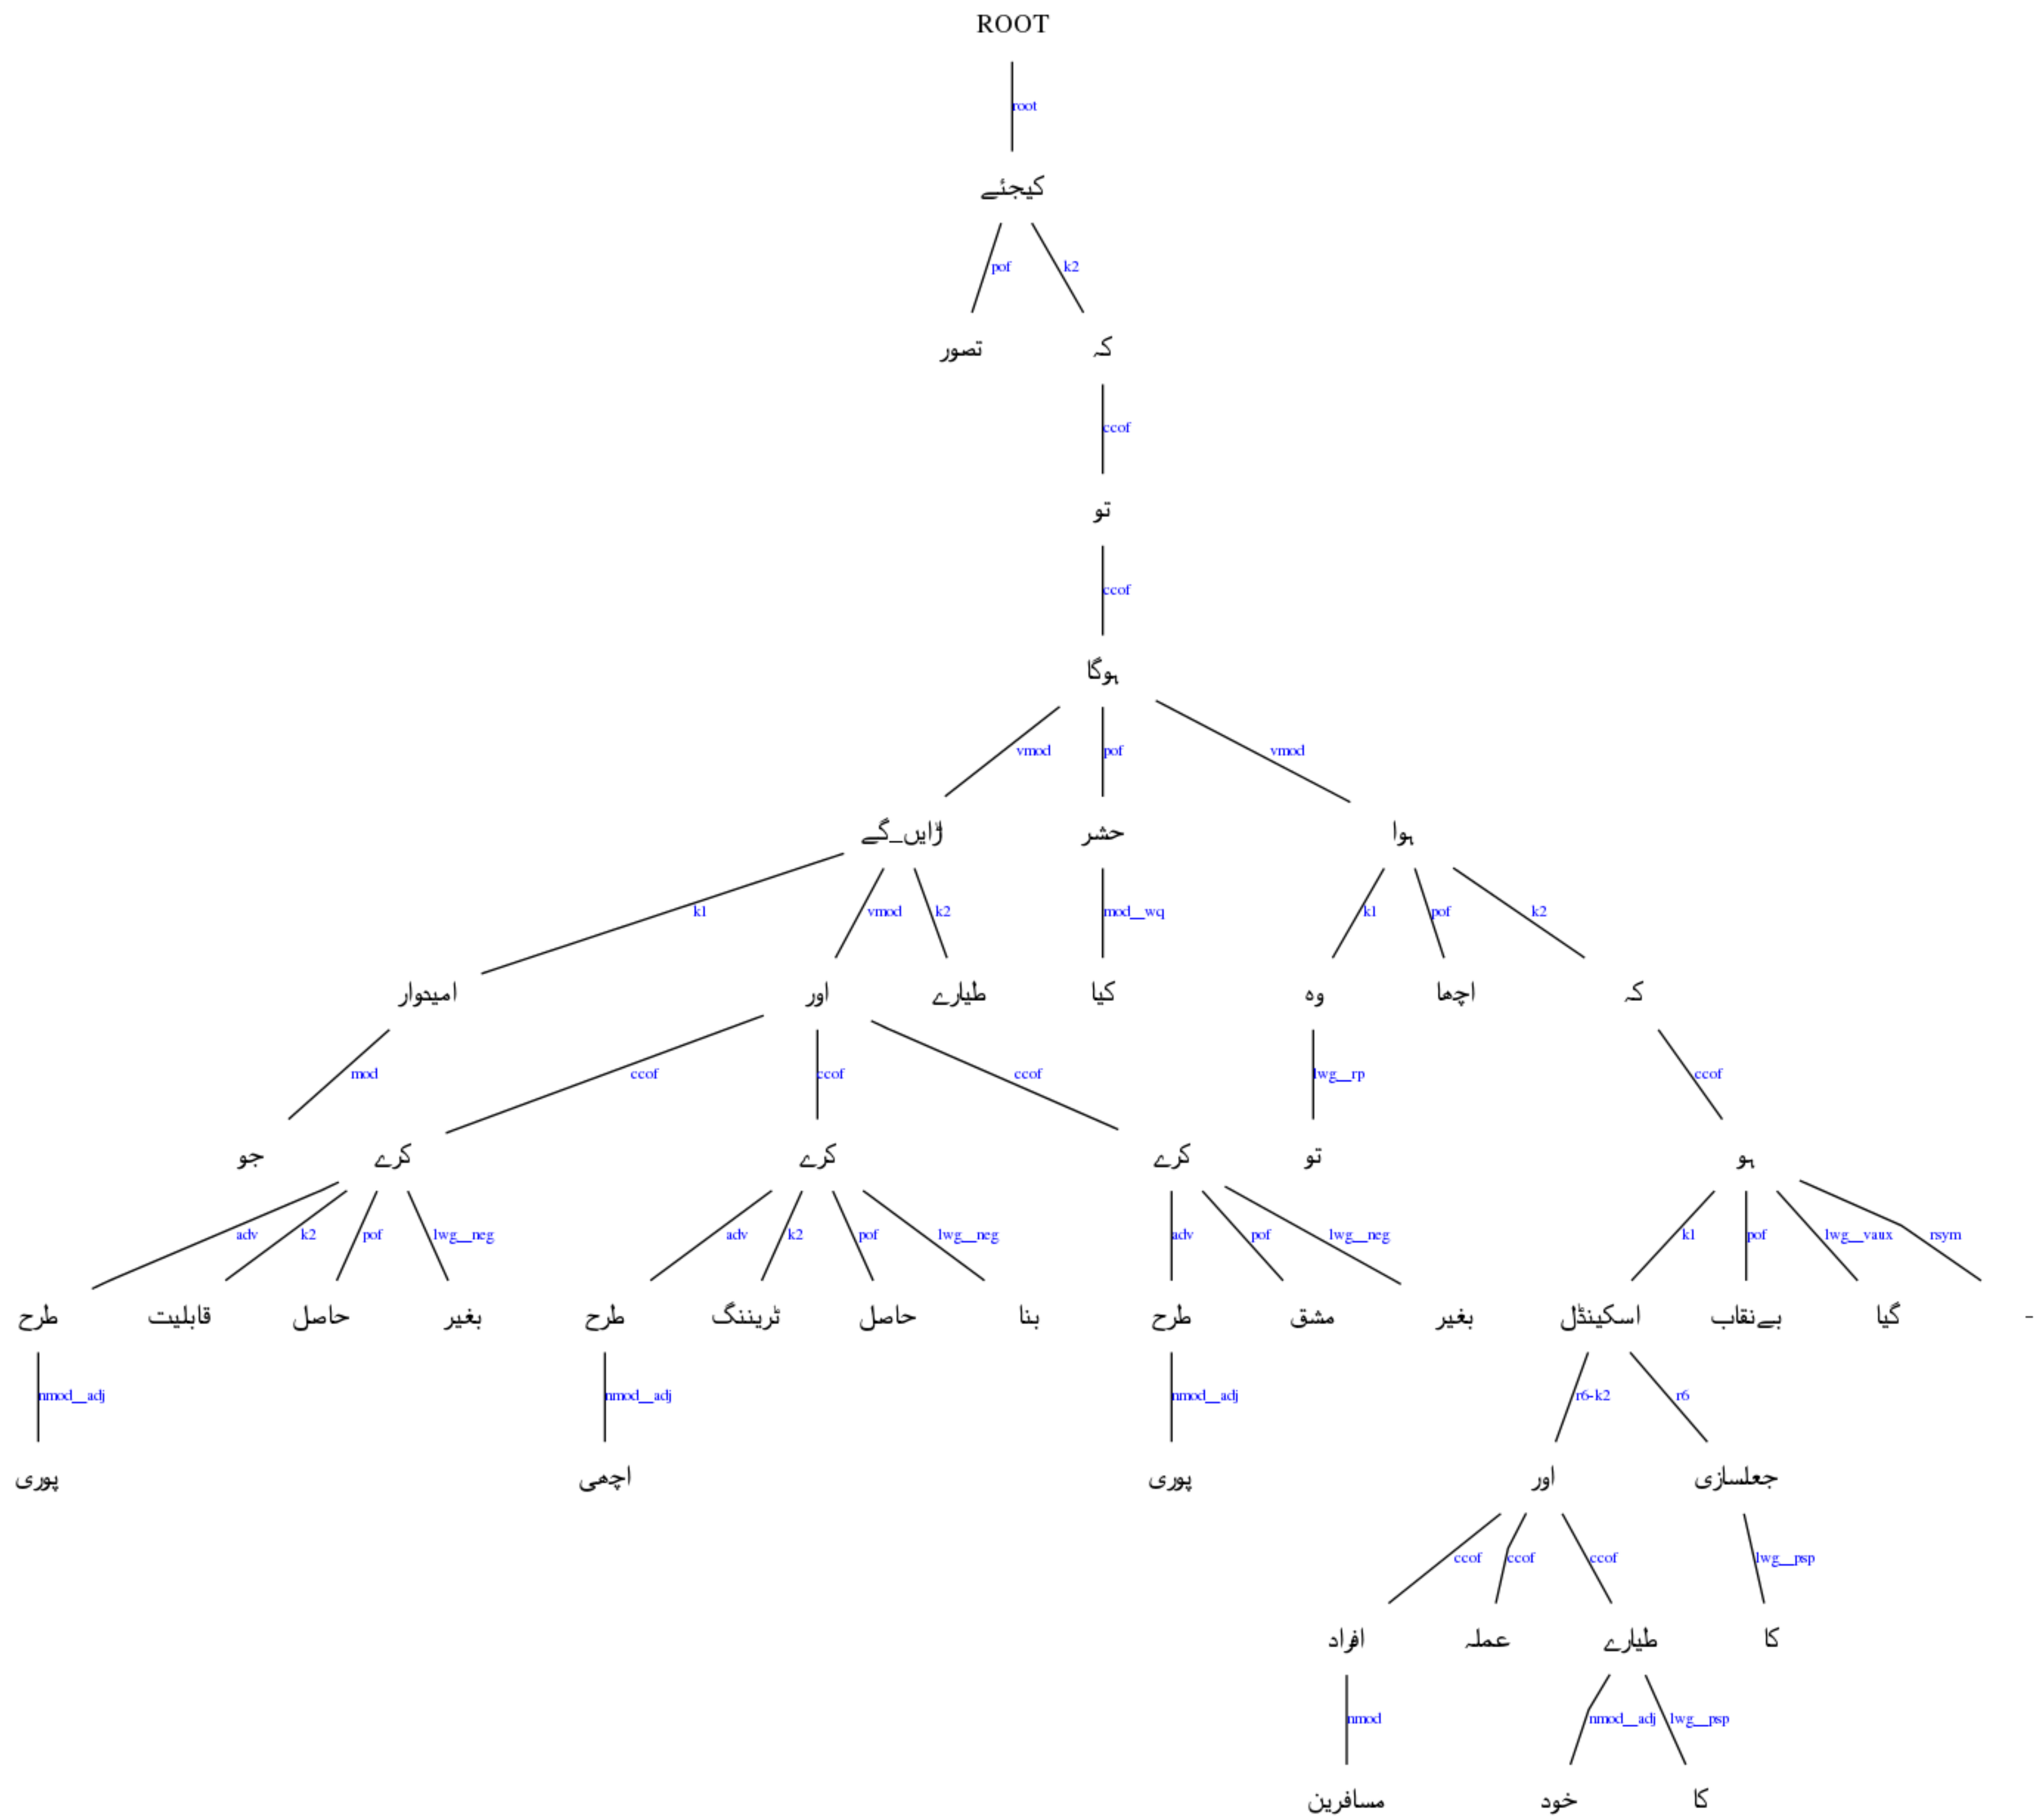 ROOT
root
کیجئے
pof k2
تصور کہ
ccof
تو
ccof
ہوگا
vmod pof vmod
اڑایں_گے حشر ہوا
k1 vmod k2 mod__wq k1 pof k2
امیدوار اور طیارے کیا وہ اچھا کہ
mod ccof ccof ccof lwg__rp ccof
جو کرے کرے کرے تو ہو
adv k2 pof lwg__neg adv k2 pof lwg__neg adv pof lwg__neg k1 pof lwg__vaux rsym
طرح قابلیت حاصل بغیر طرح ٹریننگ حاصل بنا طرح مشق بغیر اسکینڈل بےنقاب گیا -
nmod__adj nmod__adj nmod__adj r6-k2 r6
پوری اچھی پوری اور جعلسازی
ccof ccof ccof lwg__psp
افراد عملہ طیارے کا
nmod nmod__adj lwg__psp
مسافرین خود کا